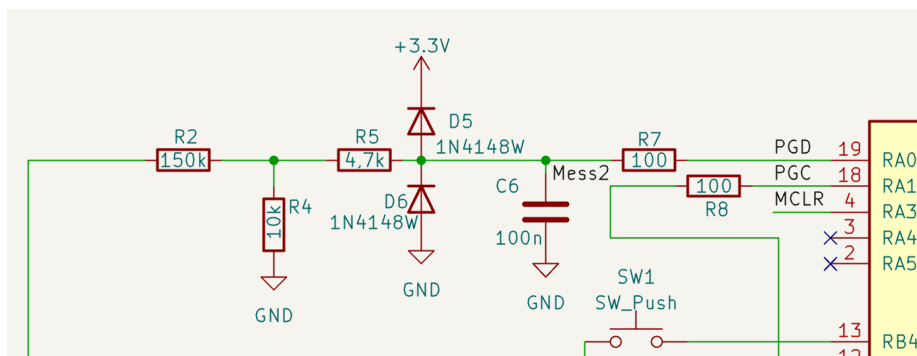 +3.3V
D5
1N4148W
R2
150k
R5
4,7k
R7
100
PGD
19
RA0
Mess2
PGC
18
RA1
100
R8
C6
100n
MCLR
4
RA3
D6
1N4148W
10k
R4
3
RA4
2
RA5
GND
GND
GND
SW1
SW_Push
13
RB4
12